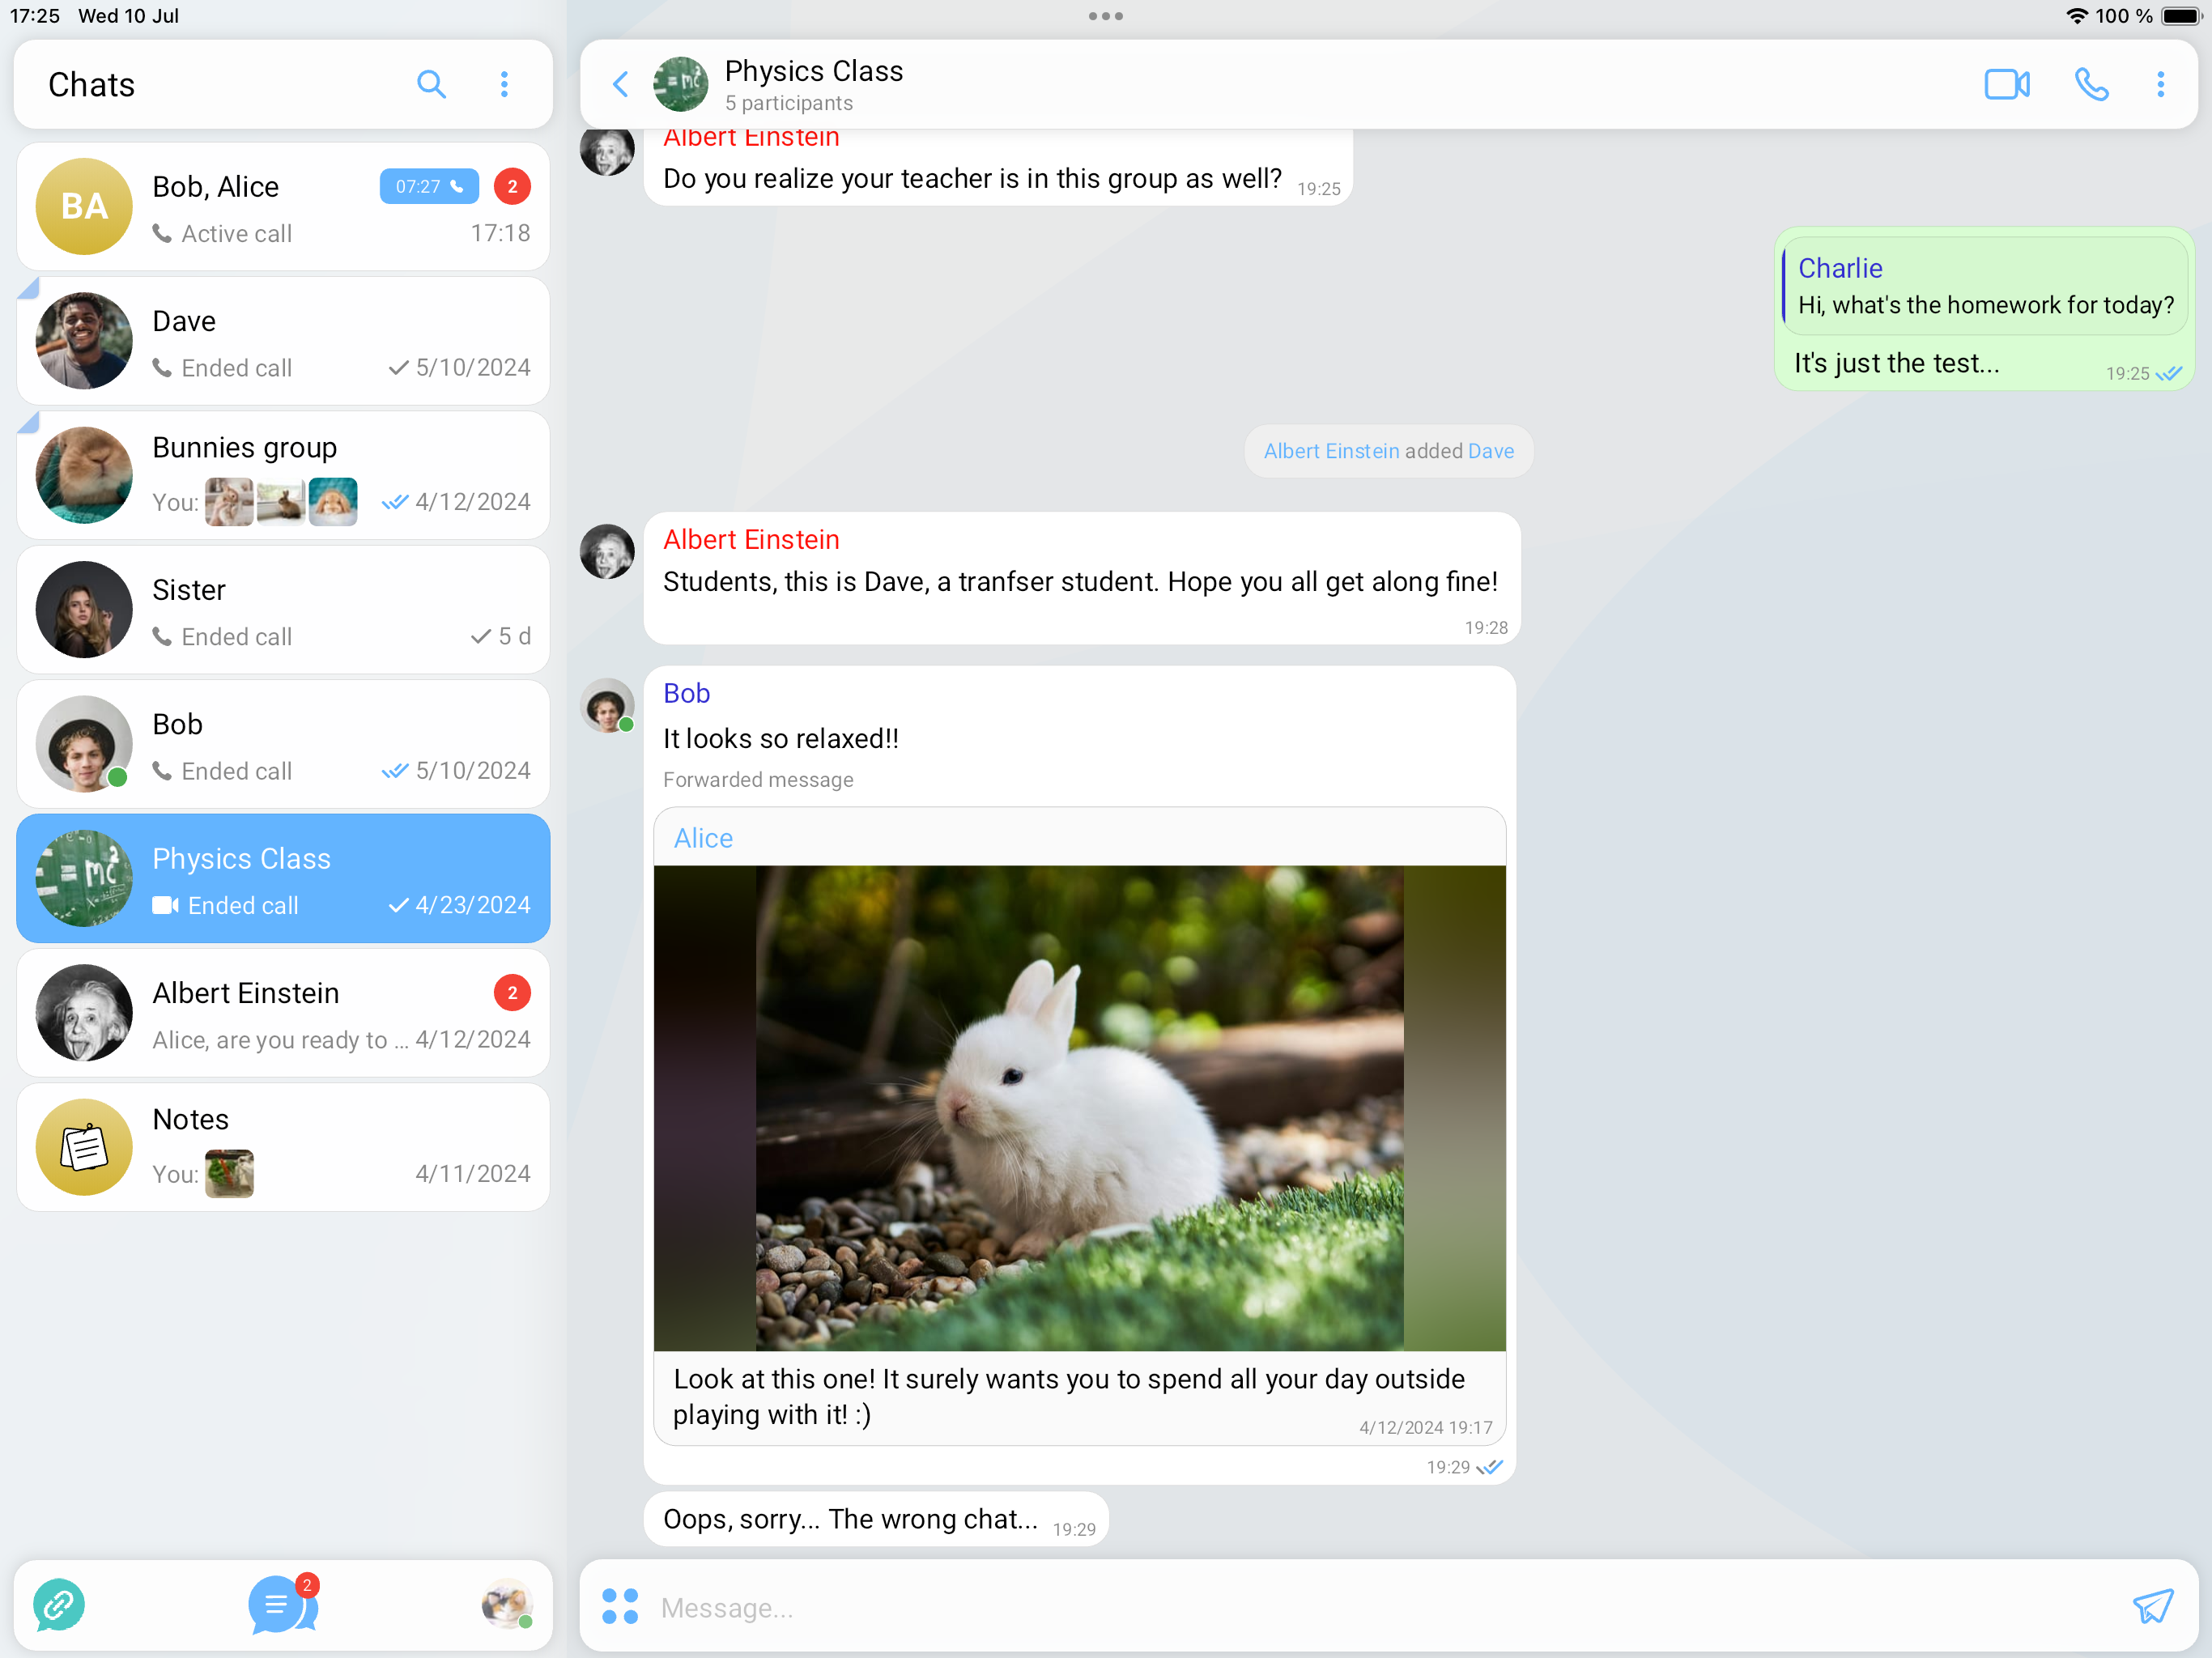 17:25 Wed 10 Jul
100 %
Chats
BA
Bob, Alice
07:27
2
Active call
17:18
Dave
Ended call
5/10/2024
Bunnies group
You:
4/12/2024
Sister
Ended call
5 d
Bob
Ended call
5/10/2024
Physics Class
Ended call
4/23/2024
Albert Einstein
2
Alice, are you ready to ...
4/12/2024
Notes
You:
4/11/2024
2
Physics Class
5 participants
Albert Einstein
Do you realize your teacher is in this group as well?
19:25
Charlie
Hi, what's the homework for today?
It's just the test...
19:25
Albert Einstein added Dave
Albert Einstein
Students, this is Dave, a tranfser student. Hope you all get along fine!
19:28
Bob
It looks so relaxed!!
Forwarded message
Alice
Look at this one! It surely wants you to spend all your day outside
playing with it! :)
4/12/2024 19:17
19:29
Oops, sorry... The wrong chat...
19:29
Message...